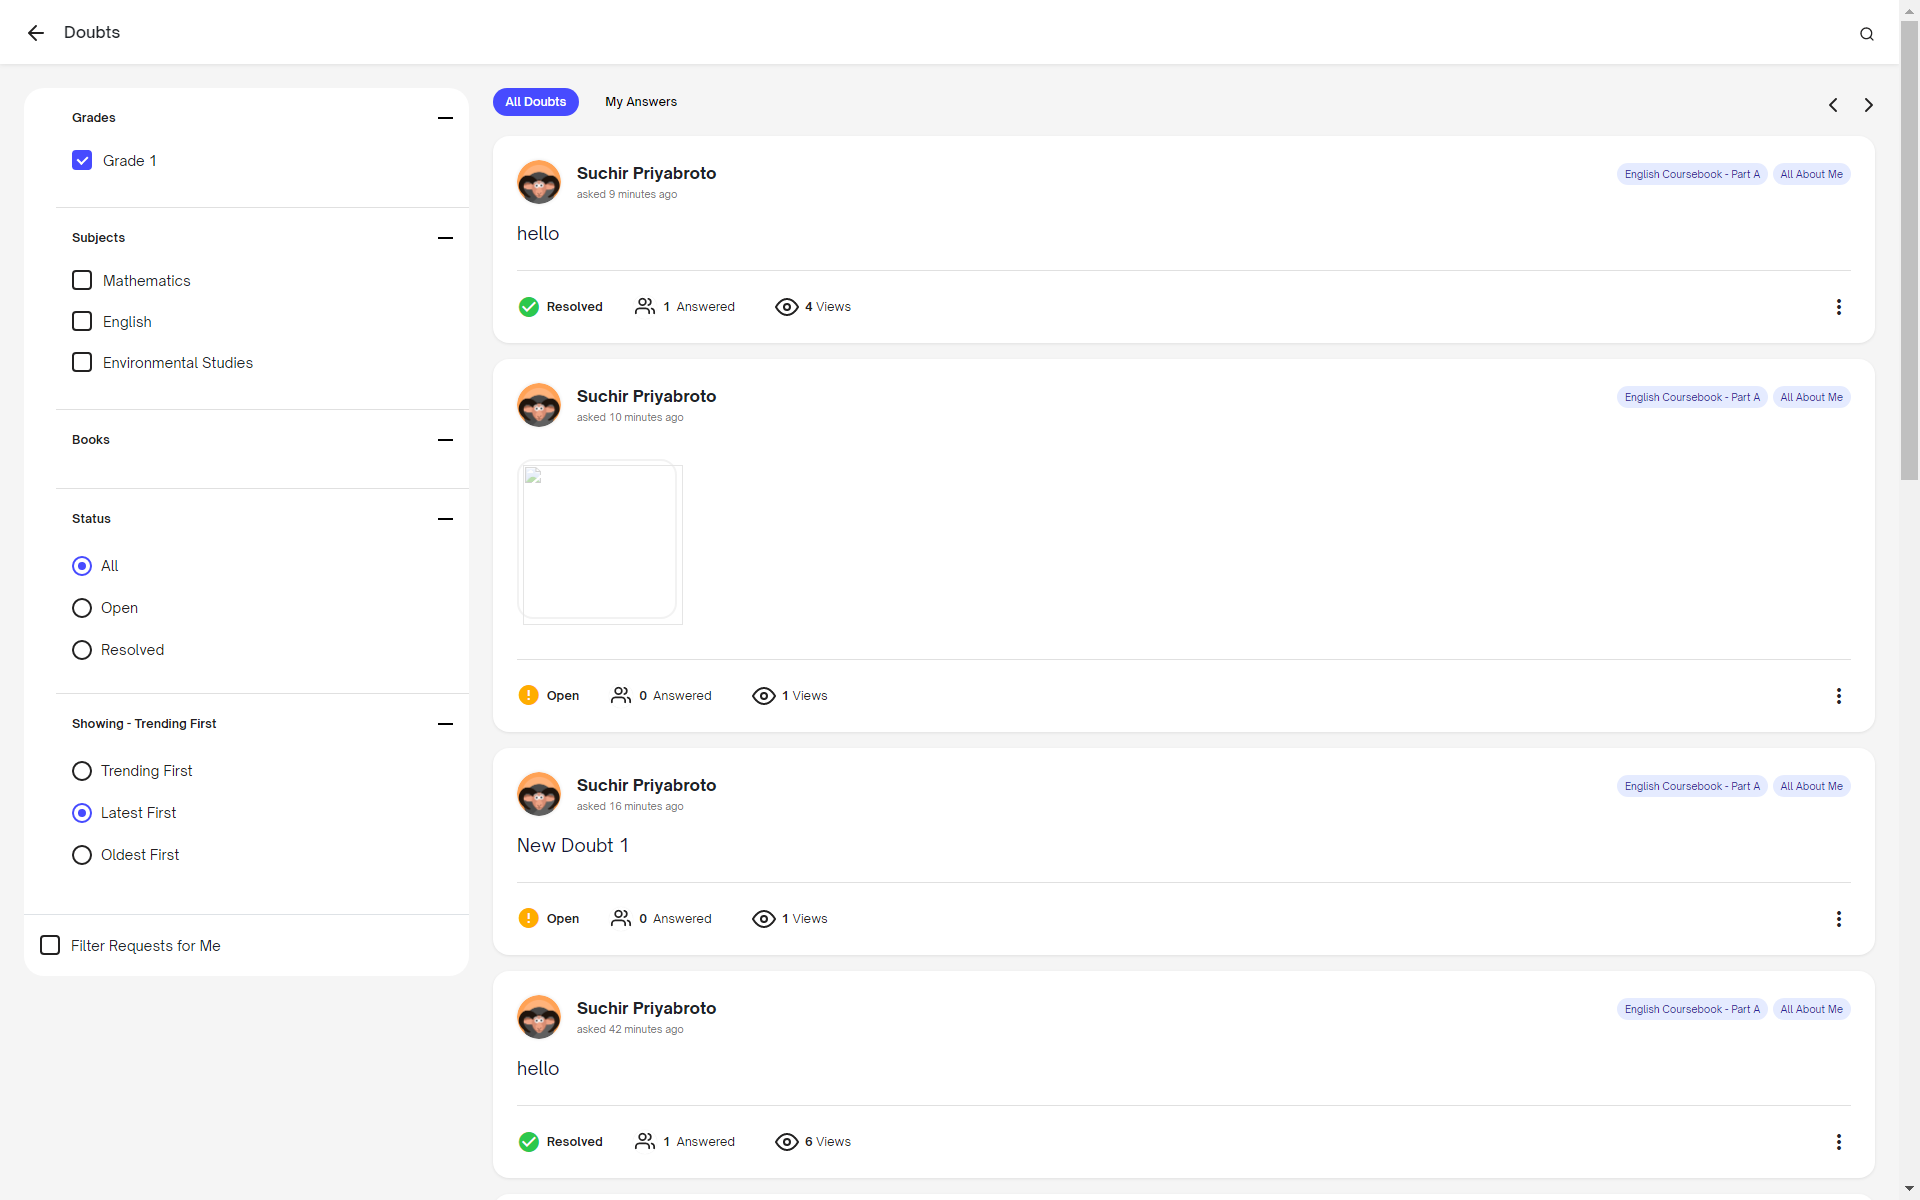 Doubts
Grades
Grade 1
Subjects
Mathematics
English
Environmental Studies
Books
Status
All
Open
Resolved
Showing - Trending First
Trending First
Latest First
Oldest First
Filter Requests for Me
All Doubts My Answers
Suchir Priyabroto
asked 9 minutes ago
English Coursebook - Part A All About Me
hello
Resolved 1 Answered 4 Views
Suchir Priyabroto
asked 10 minutes ago
English Coursebook - Part A All About Me
Open 0 Answered 1 Views
Suchir Priyabroto
asked 16 minutes ago
English Coursebook - Part A All About Me
New Doubt 1
Open 0 Answered 1 Views
Suchir Priyabroto
asked 42 minutes ago
English Coursebook - Part A All About Me
hello
Resolved 1 Answered 6 Views